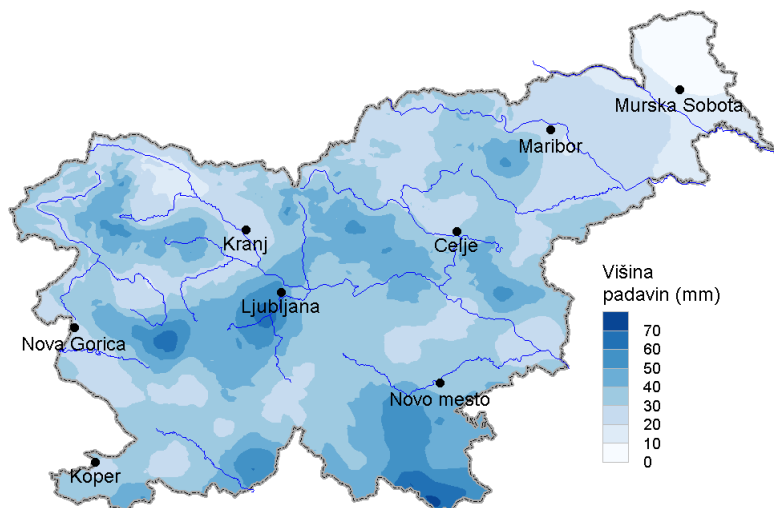 Murska Sobota
Maribor
Kranj
Celje
Ljubljana
Nova Gorica
Novo mesto
Koper
Višina
padavin (mm)
70
60
50
40
30
20
10
0